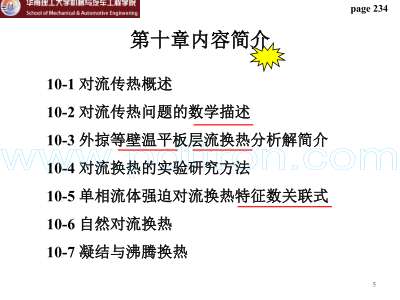 华南理工大学机械与汽车工程学院
School of Mechanical & Automotive Engineering
page 234
第十章内容简介
10-1 对流传热概述
10-2 对流传热问题的数学描述
10-3 外掠等壁温平板层流换热分析解简介
10-4 对流换热的实验研究方法
10-5 单相流体强迫对流换热特征数关联式
10-6 自然对流换热
10-7 凝结与沸腾换热
5